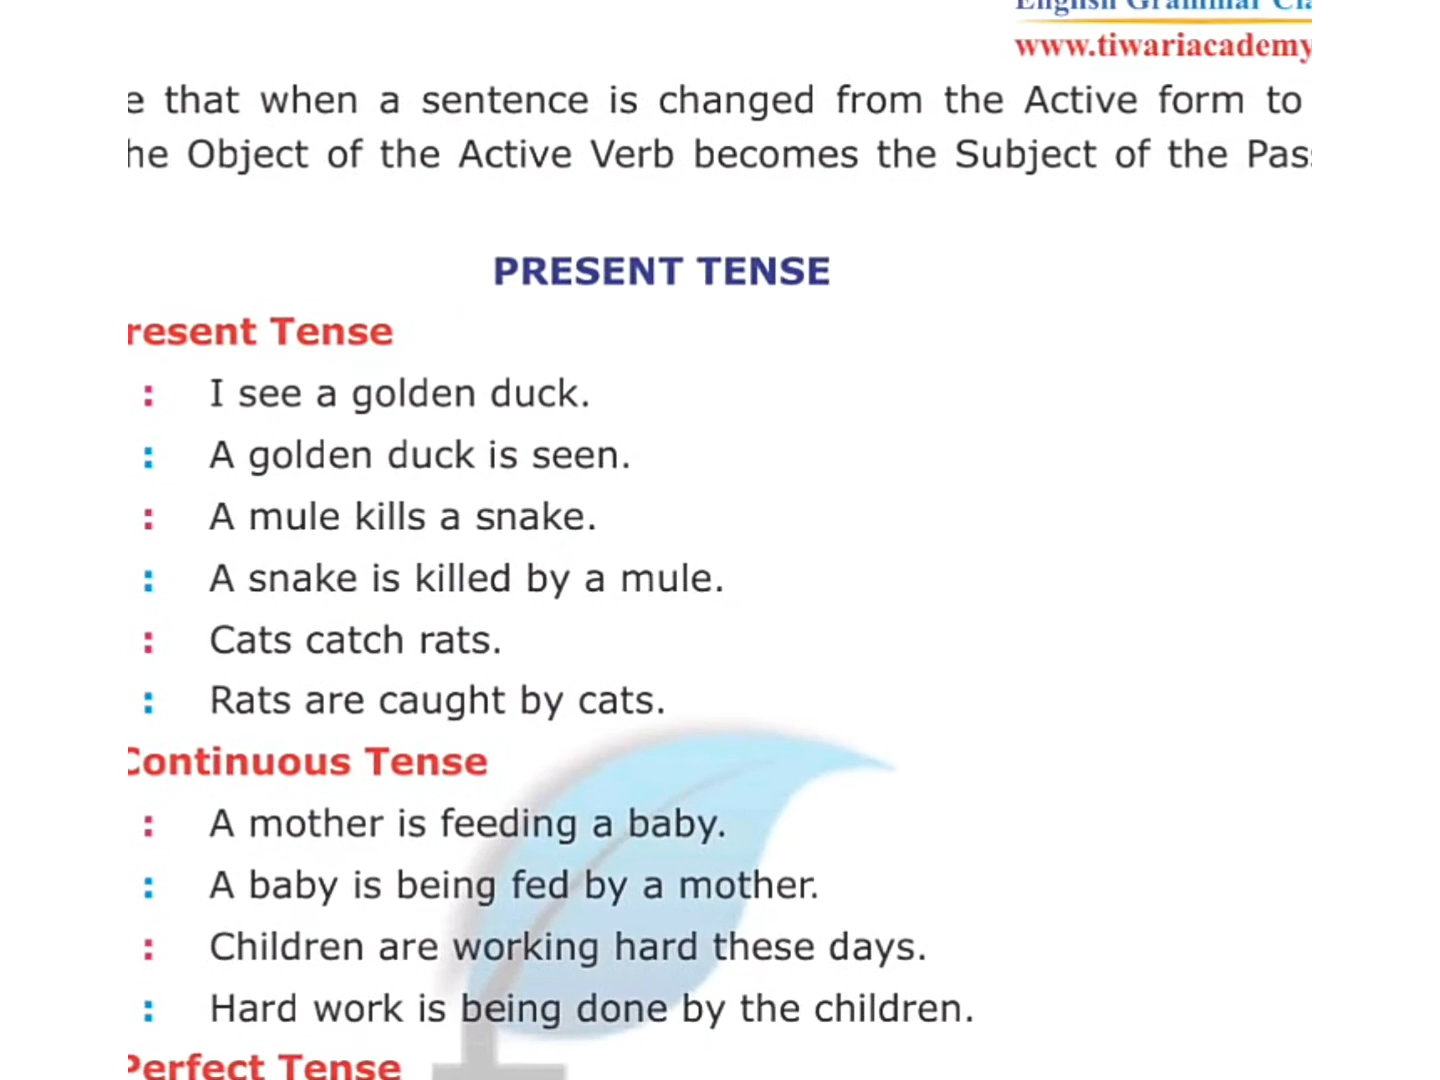 English Grammar
www.tiwariacademy
that when a sentence is changed from the Active form to
Object of the Active Verb becomes the Subject of the
PRESENT TENSE
resent Tense
: I see a golden duck.
: A golden duck is seen.
: A mule kills a snake.
: A snake is killed by a mule.
: Cats catch rats.
: Rats are caught by cats.
Continuous Tense
: A mother is feeding a baby.
: A baby is being fed by a mother.
: Children are working hard these days.
: Hard work is being done by the children.
Perfect Tense